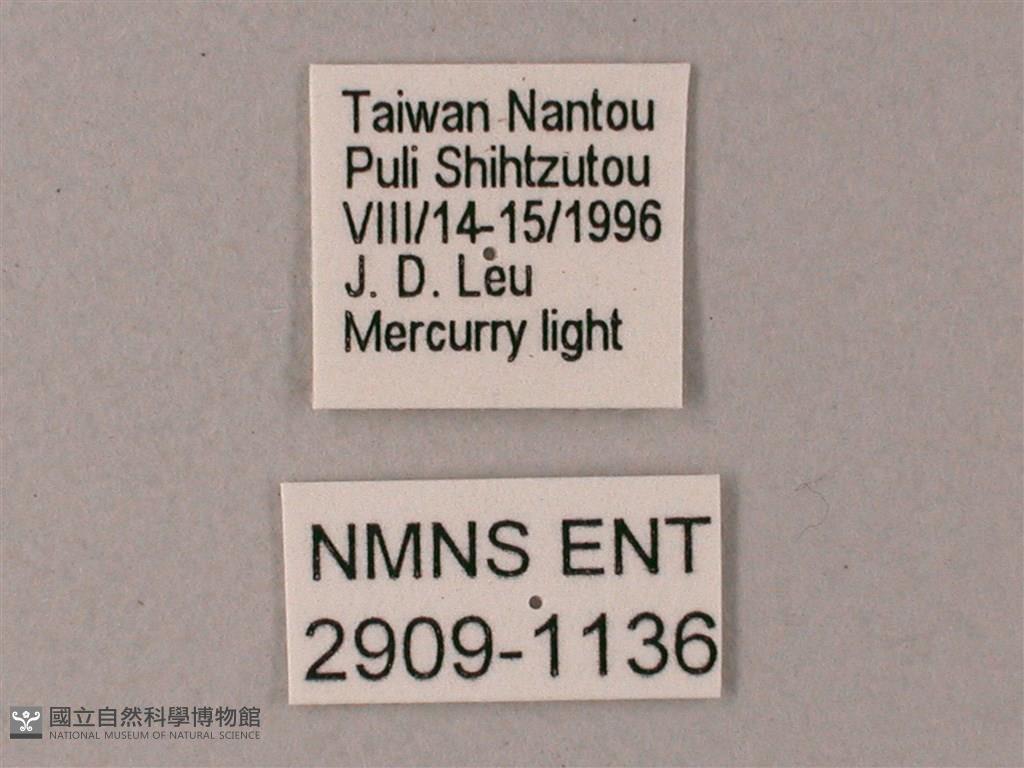 Taiwan Nantou
Puli Shihtzutou
VIII/14-15/1996
J. D. Leu
Mercurry light
NMNS ENT
2909-1136
國立自然科學博物館
NATIONAL MUSEUM OF NATURAL SCIENCE